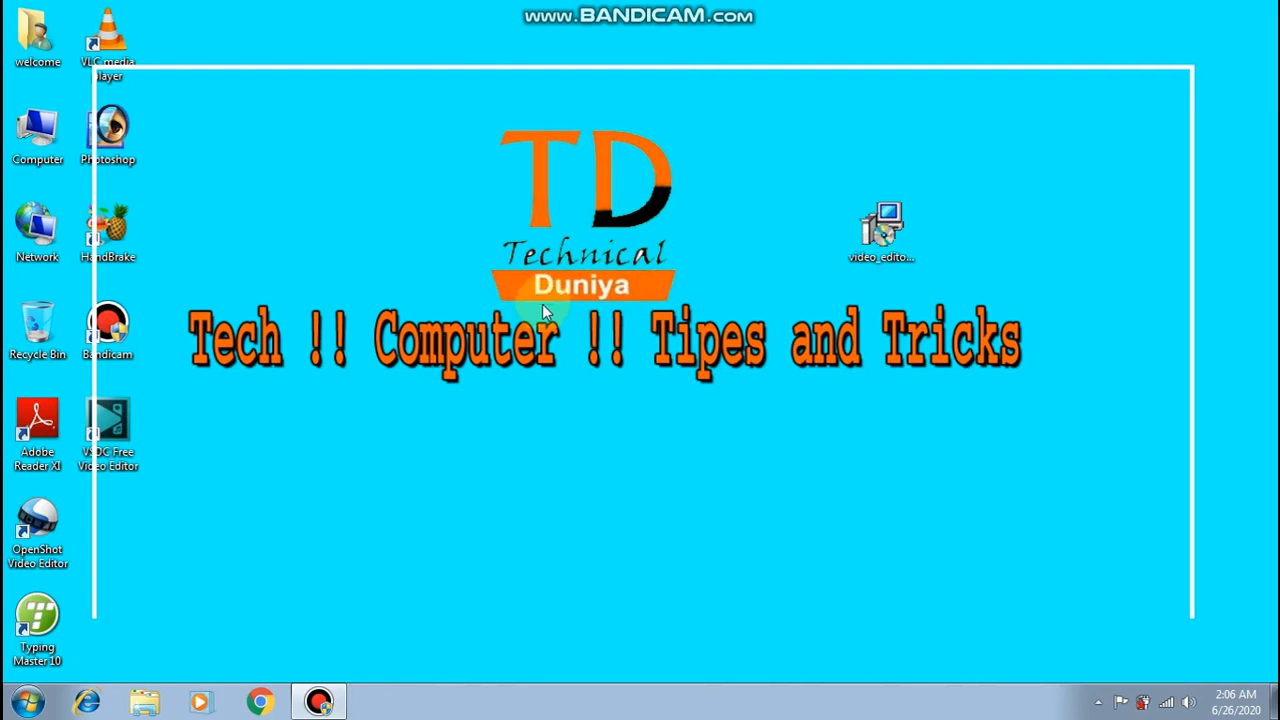 www.BANDICAM.com
welcome
VLC media
player
Computer
Photoshop
Network
HandBrake
Recycle Bin
Bandicam
Adobe
Reader XI
VSDC Free
Video Editor
OpenShot
Video Editor
Typing
Master 10
TD
Technical
Duniya
video_edito...
Tech !! Computer !! Tipes and Tricks
2:06 AM
6/26/2020